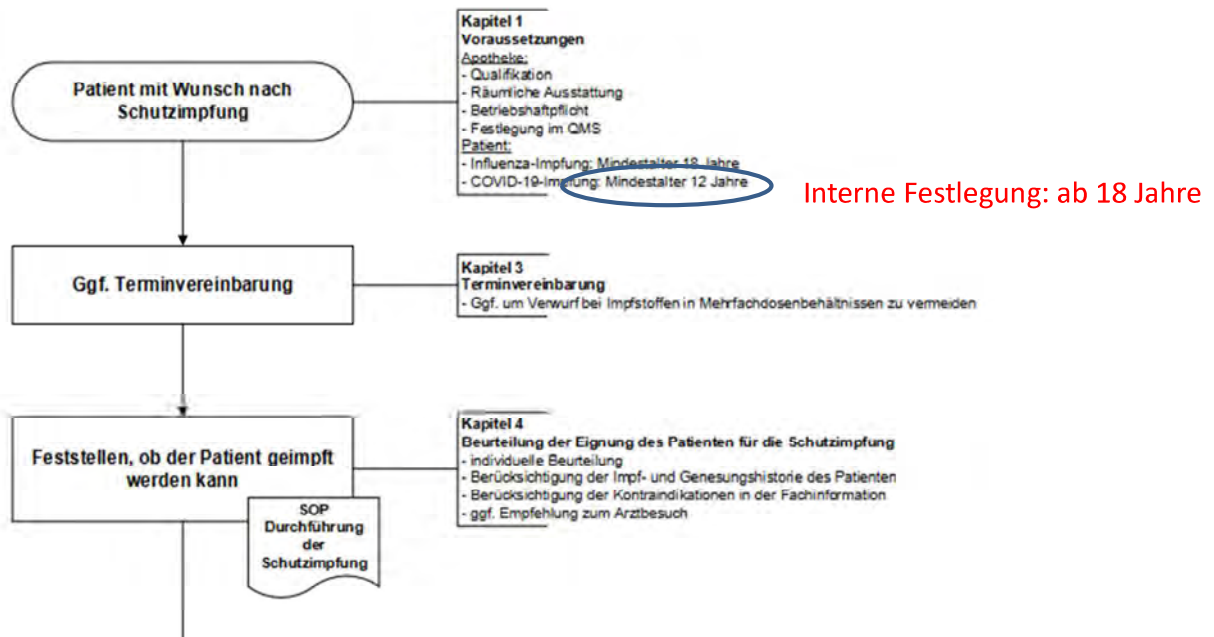 Kapitel 1
Voraussetzungen
Apotheke:
- Qualifikation
- Räumliche Ausstattung
- Betriebshaftpflicht
- Festlegung im QMS
Patient:
- Influenza-Impfung: Mindestalter 18 Jahre
- COVID-19-Impfung: Mindestalter 12 Jahre
Patient mit Wunsch nach
Schutzimpfung
Interne Festlegung: ab 18 Jahre
Ggf. Terminvereinbarung
Kapitel 3
Terminvereinbarung
- Ggf. um Verwurf bei Impfstoffen in Mehrfachdosenbehältnissen zu vermeiden
Feststellen, ob der Patient geimpft
werden kann
SOP
Durchführung
der
Schutzimpfung
Kapitel 4
Beurteilung der Eignung des Patienten für die Schutzimpfung
- individuelle Beurteilung
- Berücksichtigung der Impf- und Genesungshistorie des Patienten
- Berücksichtigung der Kontraindikationen in der Fachinformation
- ggf. Empfehlung zum Arztbesuch